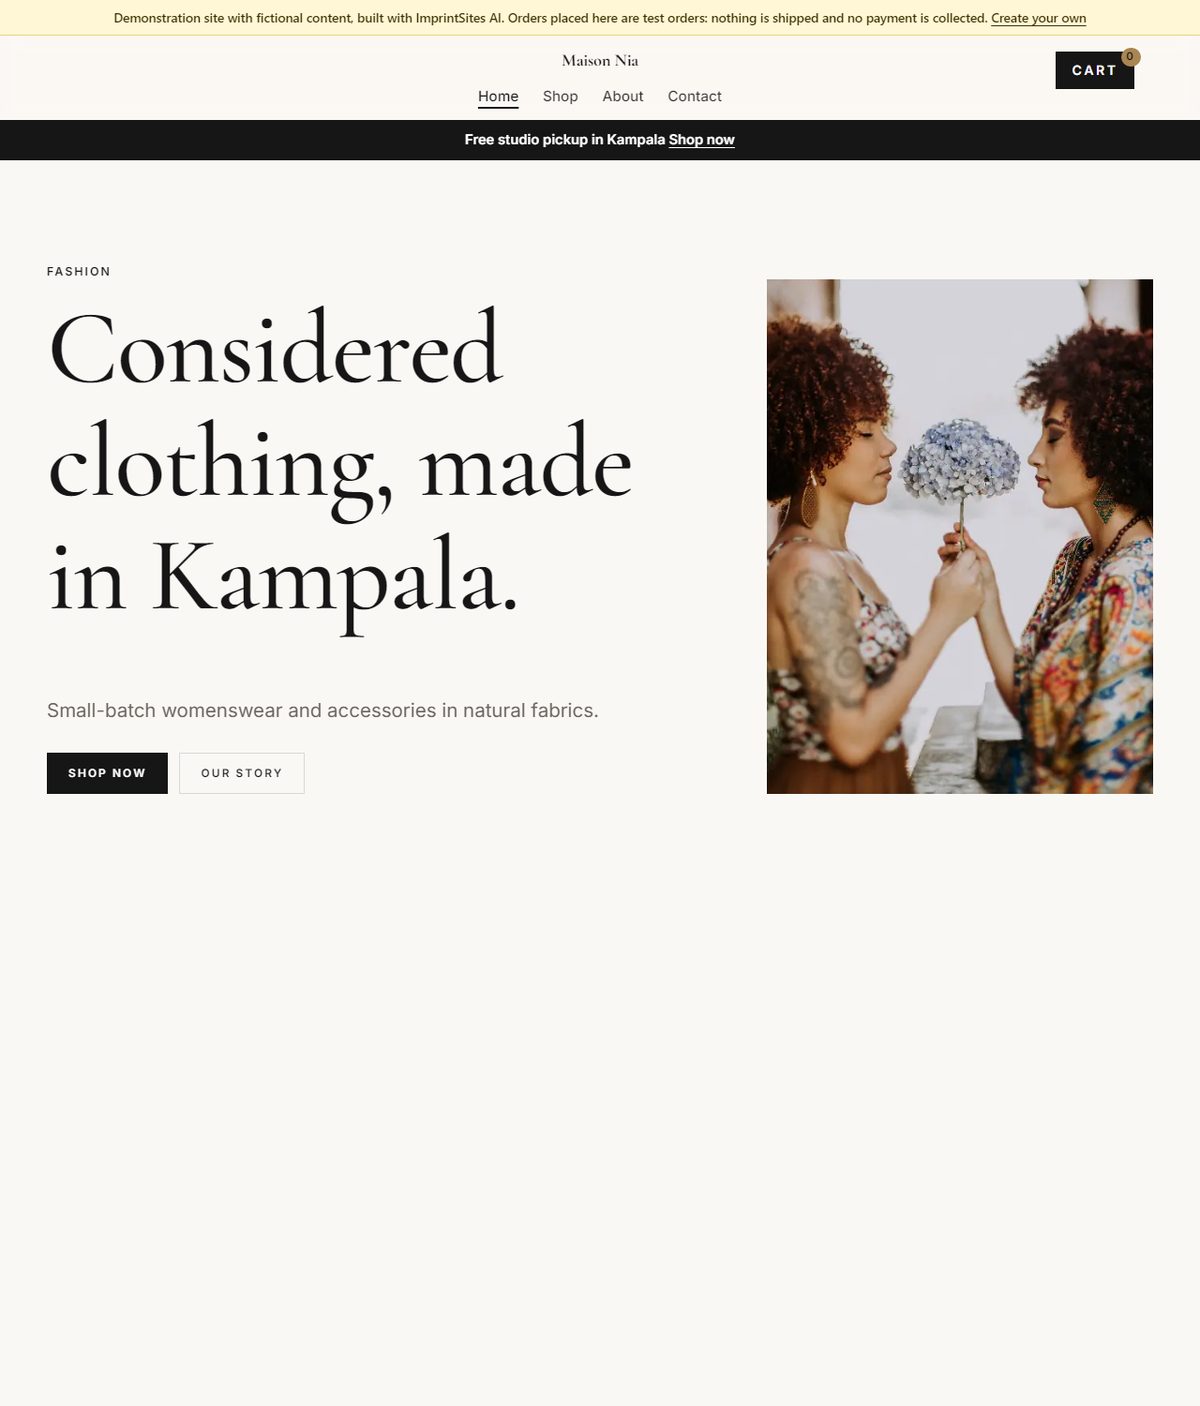 Demonstration site with fictional content, built with ImprintSites AI. Orders placed here are test orders: nothing is shipped and no payment is collected. Create your own
Maison Nia
CART 0
Home Shop About Contact
Free studio pickup in Kampala Shop now
FASHION
Considered
clothing, made
in Kampala.
Small-batch womenswear and accessories in natural fabrics.
SHOP NOW OUR STORY